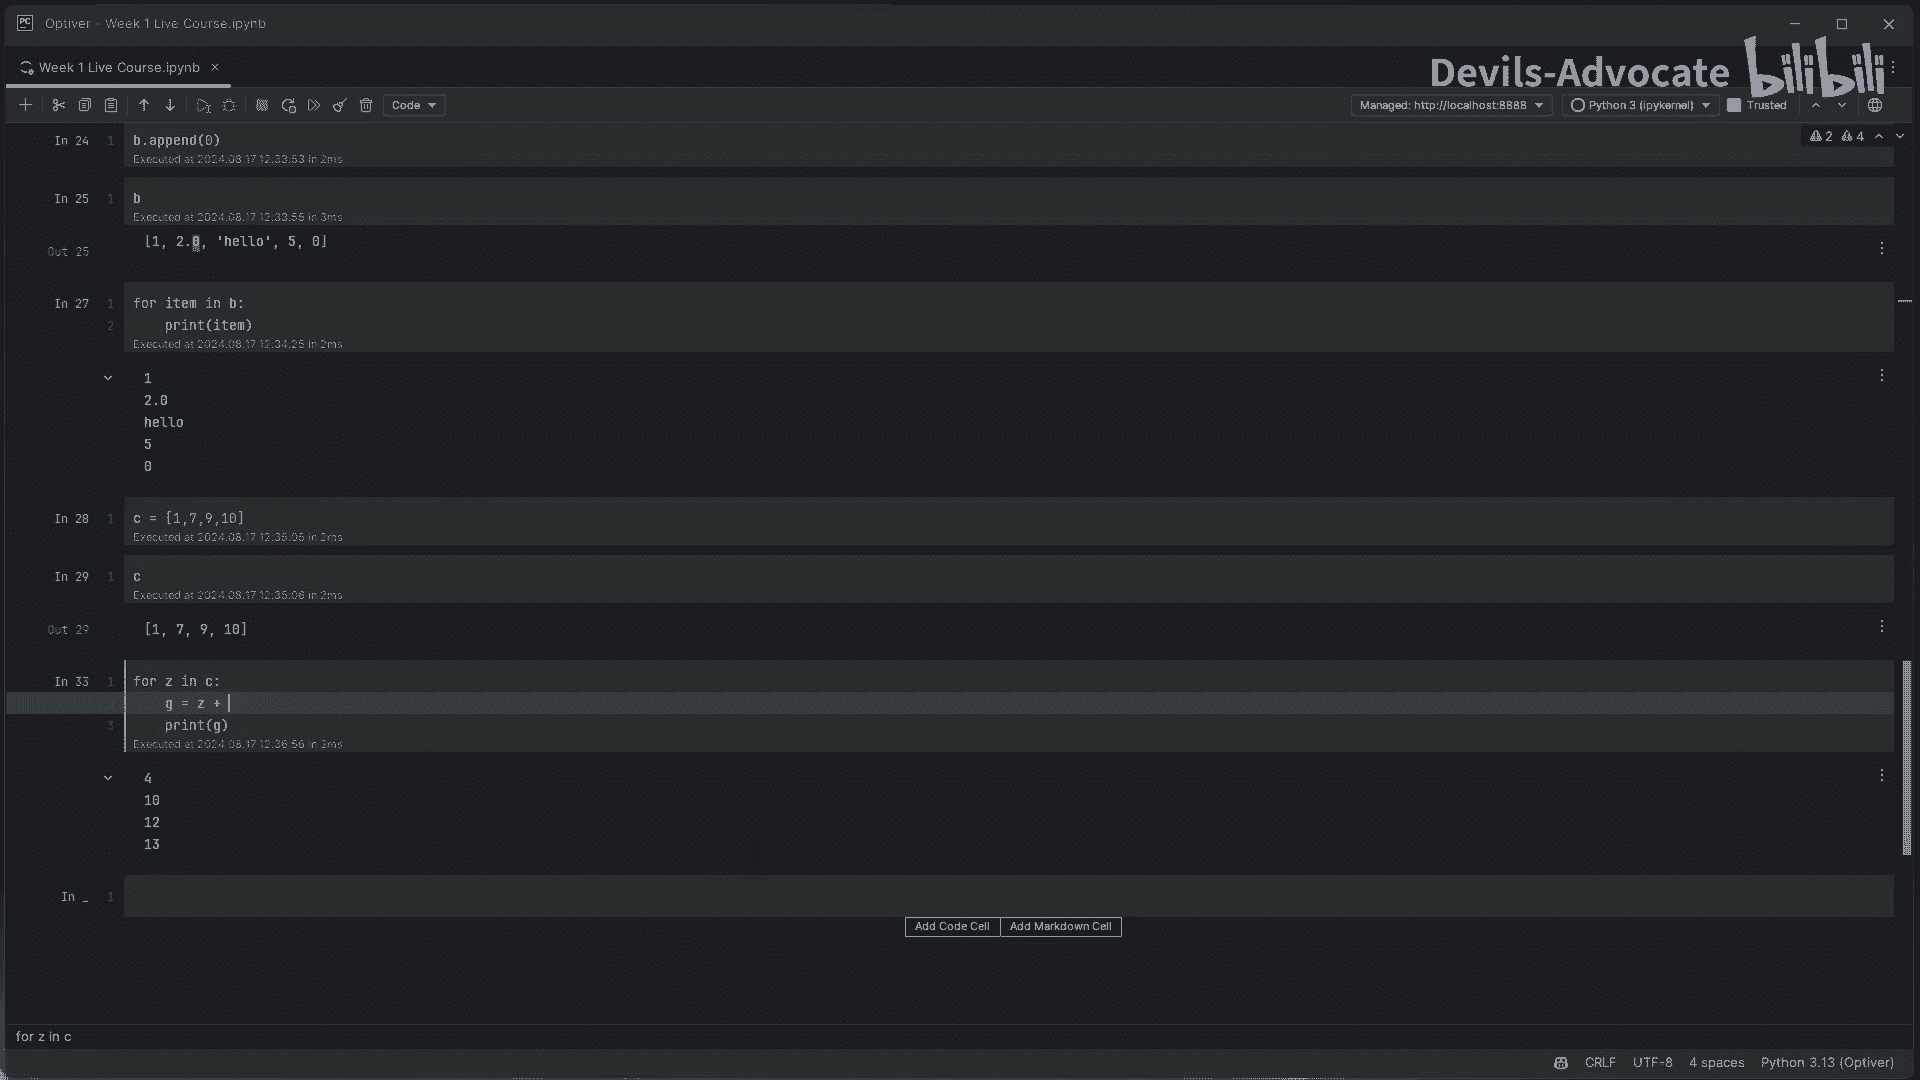 Optiver - Week 1 Live Course.ipynb
Week 1 Live Course.ipynb
Devils-Advocate bilibili
Code
Managed: http://localhost:8888
Python 3 (ipykernel)
Trusted
In 24 1 b.append(0)
2 4
Executed at 2024.08.17 12:33:53 in 2ms
In 25 1 b
Executed at 2024.08.17 12:33:55 in 3ms
Out 25 [1, 2.0, 'hello', 5, 0]
In 27 1 for item in b:
2 print(item)
Executed at 2024.08.17 12:34:25 in 2ms
1
2.0
hello
5
0
In 28 1 c = [1,7,9,10]
Executed at 2024.08.17 12:35:05 in 2ms
In 29 1 c
Executed at 2024.08.17 12:35:06 in 2ms
Out 29 [1, 7, 9, 10]
In 33 1 for z in c:
g = z +
3 print(g)
Executed at 2024.08.17 12:36:56 in 3ms
4
10
12
13
In _ 1
Add Code Cell Add Markdown Cell
for z in c
CRLF UTF-8 4 spaces Python 3.13 (Optiver)